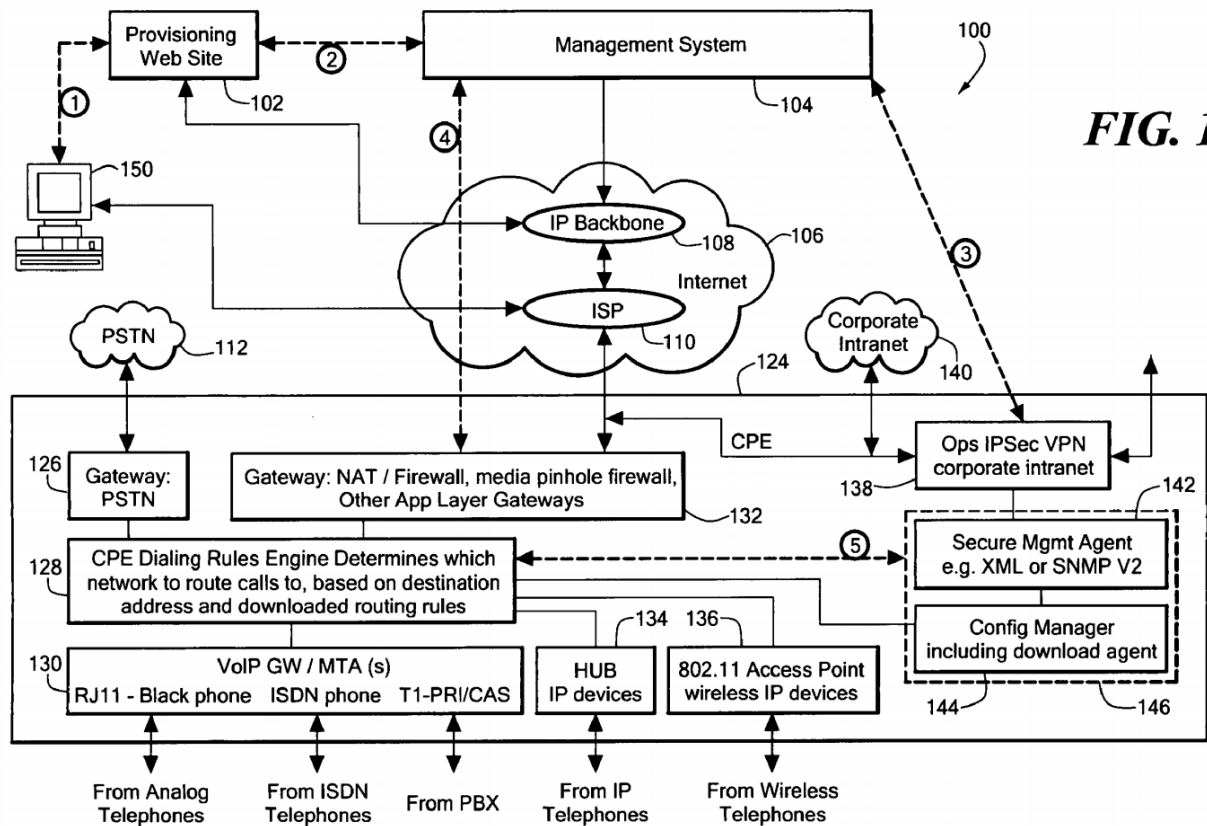 Provisioning
Web Site
102
2
Management System
104
100
FIG. 1
1
150
4
IP Backbone
108
106
Internet
ISP
110
3
PSTN
112
Corporate
Intranet
140
124
CPE
126
Gateway:
PSTN
Gateway: NAT / Firewall, media pinhole firewall,
Other App Layer Gateways
132
Ops IPSec VPN
corporate intranet
138
142
128
CPE Dialing Rules Engine Determines which
network to route calls to, based on destination
address and downloaded routing rules
5
Secure Mgmt Agent
e.g. XML or SNMP V2
Config Manager
including download agent
144
146
130
VoIP GW / MTA (s)
RJ11 - Black phone ISDN phone T1-PRI/CAS
134
HUB
IP devices
136
802.11 Access Point
wireless IP devices
From Analog
Telephones
From ISDN
Telephones
From PBX
From IP
Telephones
From Wireless
Telephones